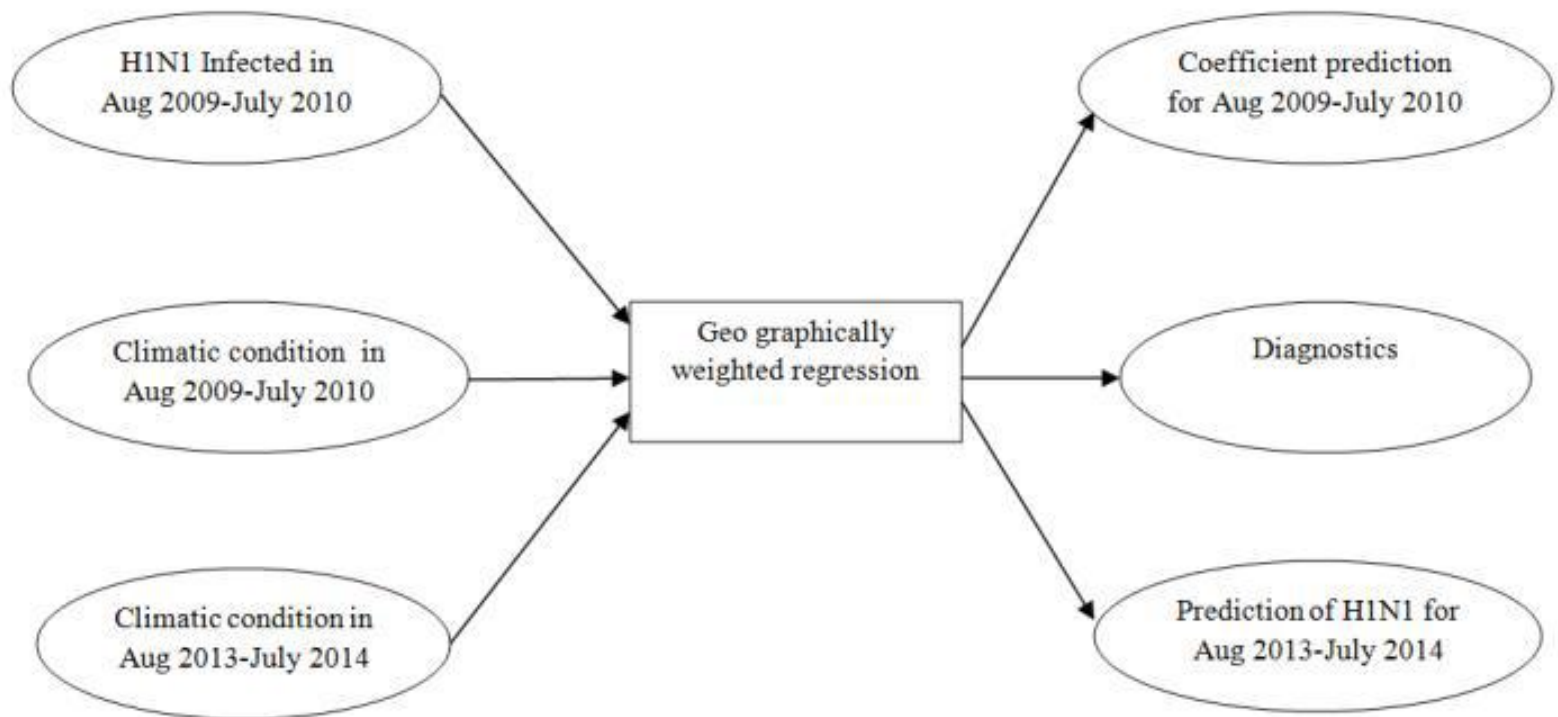 H1N1 Infected in
Aug 2009-July 2010
Coefficient prediction
for Aug 2009-July 2010
Climatic condition in
Aug 2009-July 2010
Geo graphically
weighted regression
Diagnostics
Climatic condition in
Aug 2013-July 2014
Prediction of H1N1 for
Aug 2013-July 2014